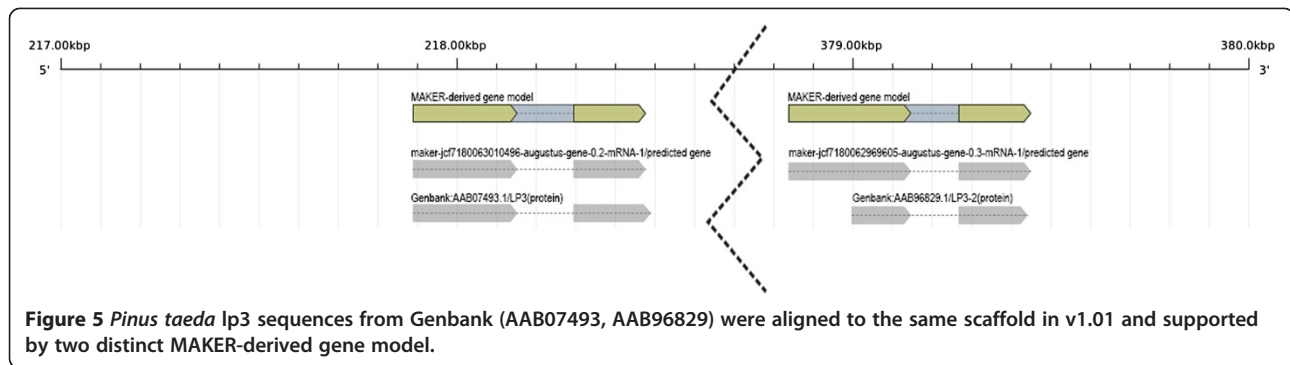 217.00kbp 218.00kbp 379.00kbp 380.0kbp
5' 3'
MAKER-derived gene model MAKER-derived gene model
maker-jcf7180063010496-augustus-gene-0.2-mRNA-1/predicted gene maker-jcf7180062969605-augustus-gene-0.3-mRNA-1/predicted gene
Genbank:AAB07493.1/LP3(protein) Genbank:AAB96829.1/LP3-2(protein)
Figure 5 Pinus taeda lp3 sequences from Genbank (AAB07493, AAB96829) were aligned to the same scaffold in v1.01 and supported
by two distinct MAKER-derived gene model.